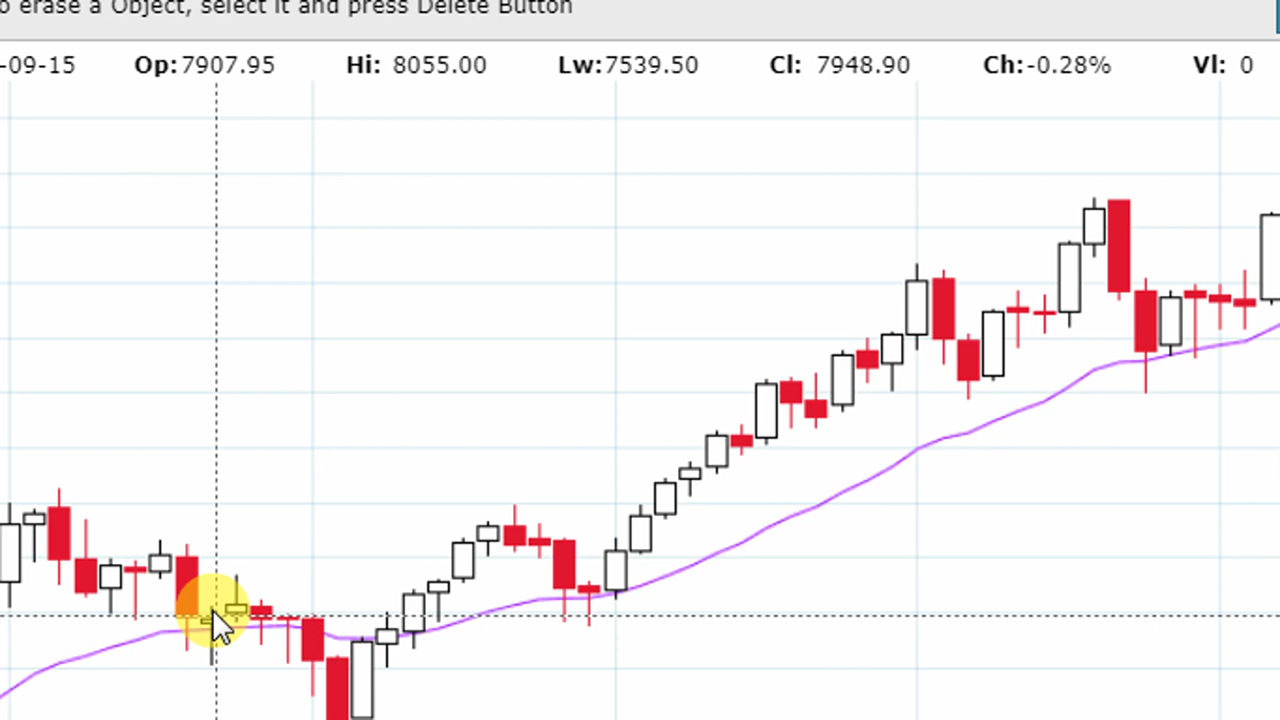 o erase a Object, select it and press Delete Button
-09-15 Op:7907.95 Hi: 8055.00 Lw:7539.50 Cl: 7948.90 Ch:-0.28% Vl: 0